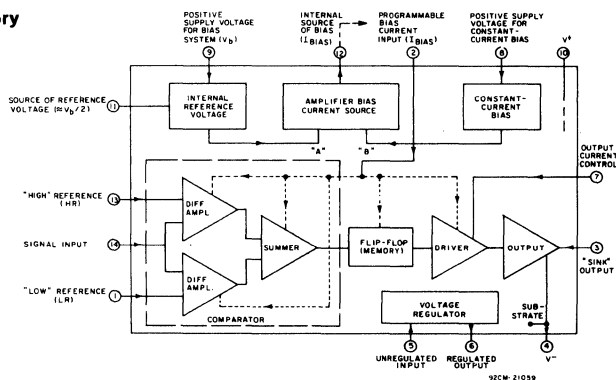 ory
POSITIVE
SUPPLY VOLTAGE
FOR BIAS
SYSTEM (Vb)
9
INTERNAL
SOURCE
OF BIAS
(IBIAS)
12
PROGRAMMABLE
BIAS
CURRENT
INPUT (IBIAS)
2
POSITIVE SUPPLY
VOLTAGE FOR
CONSTANT-
CURRENT BIAS
8
V+
10
SOURCE OF REFERENCE
VOLTAGE (≈Vb/2)
11
INTERNAL
REFERENCE
VOLTAGE
AMPLIFIER BIAS
CURRENT SOURCE
CONSTANT-
CURRENT
BIAS
"A"
"B"
OUTPUT
CURRENT
CONTROL
7
"HIGH" REFERENCE
(HR)
13
DIFF
AMPL
SIGNAL INPUT
14
SUMMER
FLIP-FLOP
(MEMORY)
DRIVER
OUTPUT
3
"SINK"
OUTPUT
"LOW" REFERENCE
(LR)
1
DIFF
AMPL.
COMPARATOR
VOLTAGE
REGULATOR
SUB-
STRATE
5
UNREGULATED
INPUT
6
REGULATED
OUTPUT
4
V-
92CM-21059